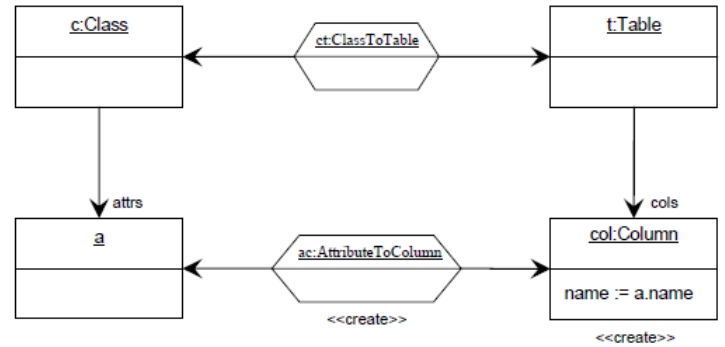 c:Class
ct:ClassToTable
t:Table
attrs
cols
a
ac:AttributeToColumn
col:Column
name := a.name
<<create>>
<<create>>